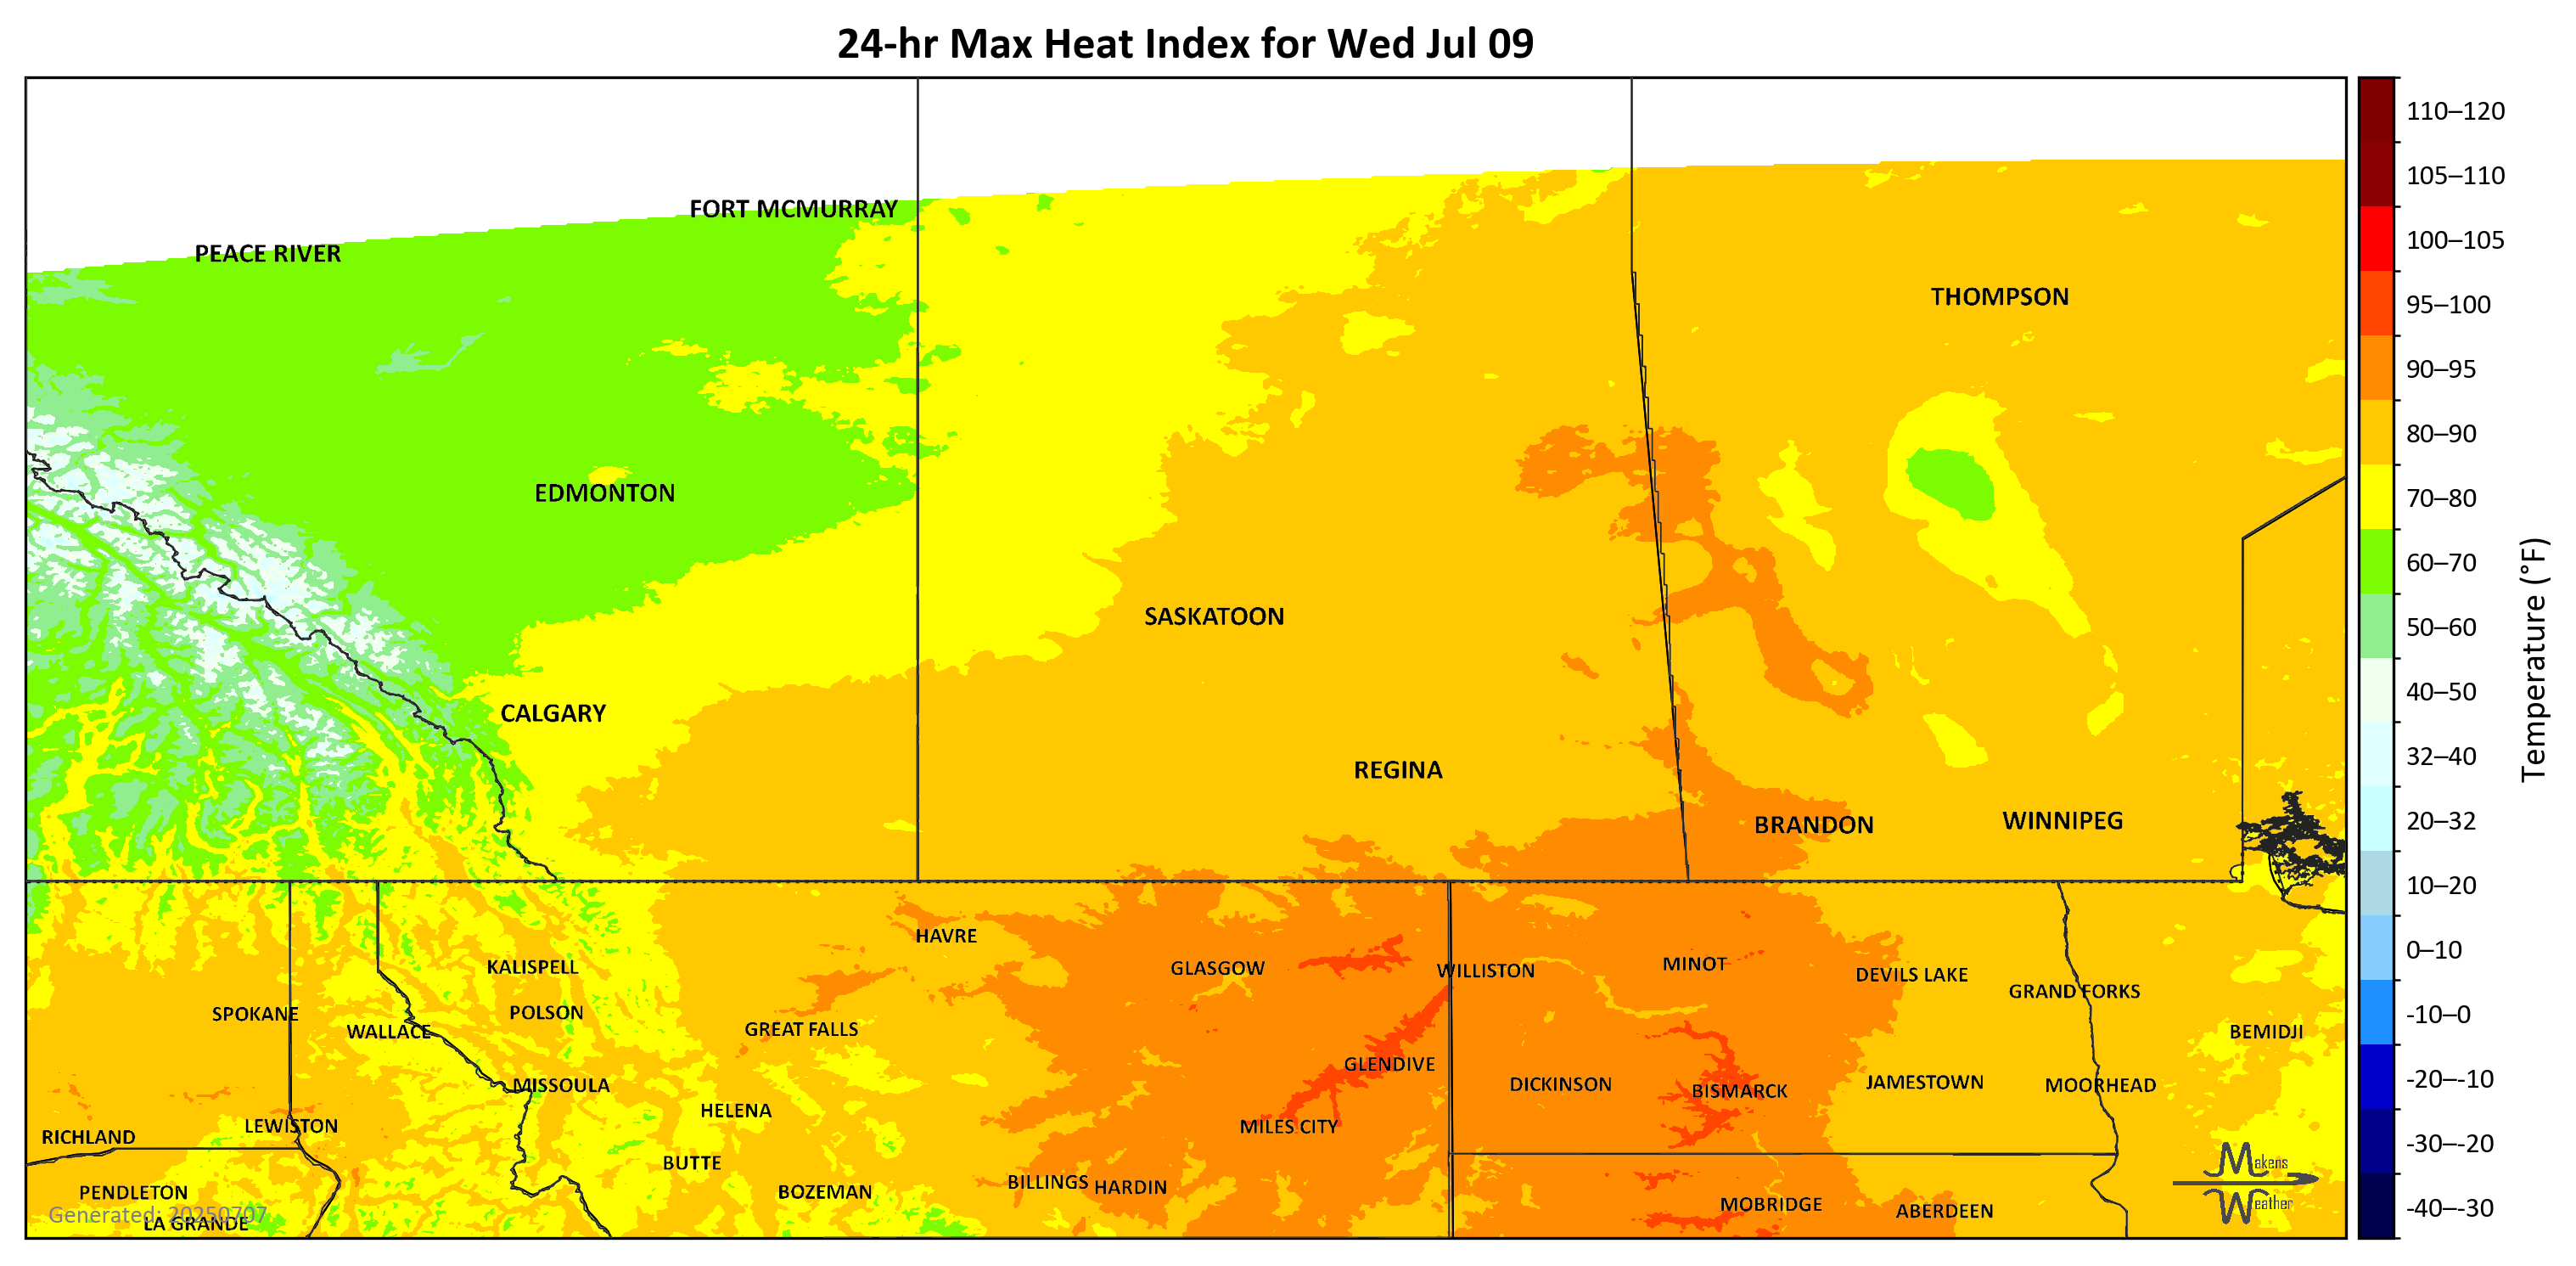 24-hr Max Heat Index for Wed Jul 09
FORT MCMURRAY
PEACE RIVER
THOMPSON
EDMONTON
SASKATOON
CALGARY
REGINA
BRANDON
WINNIPEG
HAVRE
KALISPELL
GLASGOW
WILLISTON
MINOT
DEVILS LAKE
GRAND FORKS
SPOKANE
POLSON
WALLACE
GREAT FALLS
BEMIDJI
GLENDIVE
MISSOULA
DICKINSON
BISMARCK
JAMESTOWN
MOORHEAD
HELENA
LEWISTON
MILES CITY
RICHLAND
BUTTE
BILLINGS
HARDIN
PENDLETON
BOZEMAN
MOBRIDGE
ABERDEEN
Generated: 20250707
LA GRANDE
Makens
Weather
110–120
105–110
100–105
95–100
90–95
80–90
70–80
60–70
50–60
40–50
32–40
20–32
10–20
0–10
-10–0
-20–-10
-30–-20
-40–-30
Temperature (°F)